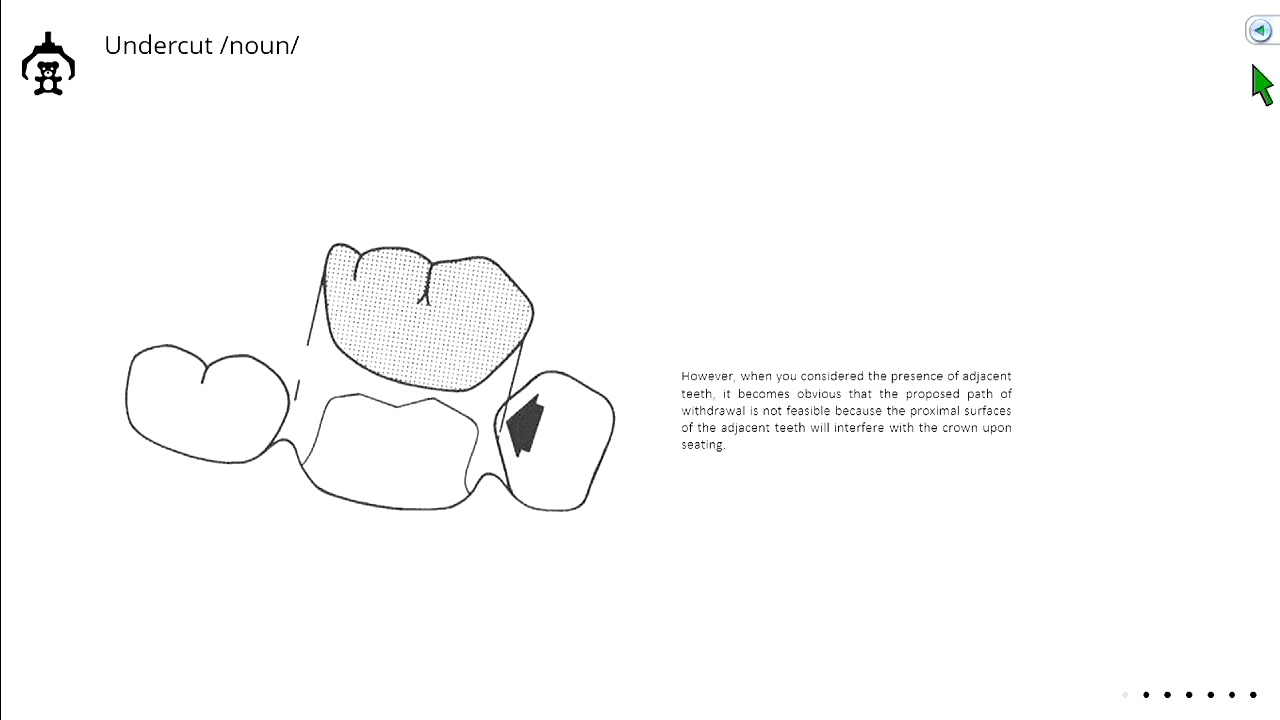 Undercut /noun/
However, when you considered the presence of adjacent
teeth, it becomes obvious that the proposed path of
withdrawal is not feasible because the proximal surfaces
of the adjacent teeth will interfere with the crown upon
seating.